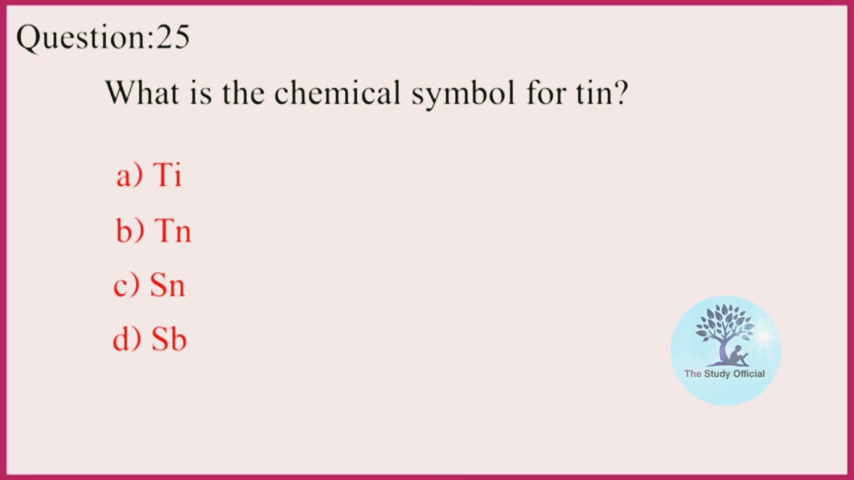 Question:25
What is the chemical symbol for tin?
a) Ti
b) Tn
c) Sn
d) Sb
The Study Official